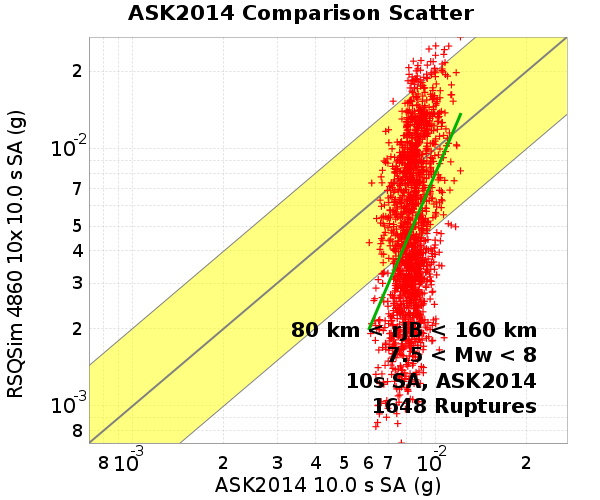 ASK2014 Comparison Scatter
RSQSim 4860 10x 10.0 s SA (g)
2
10-2
7
5
4
3
2
10-3
8
80 km < rJB < 160 km
7.5 < Mw < 8
10s SA, ASK2014
1648 Ruptures
8 10-3 2 3 4 5 6 7 10-2 2
ASK2014 10.0 s SA (g)